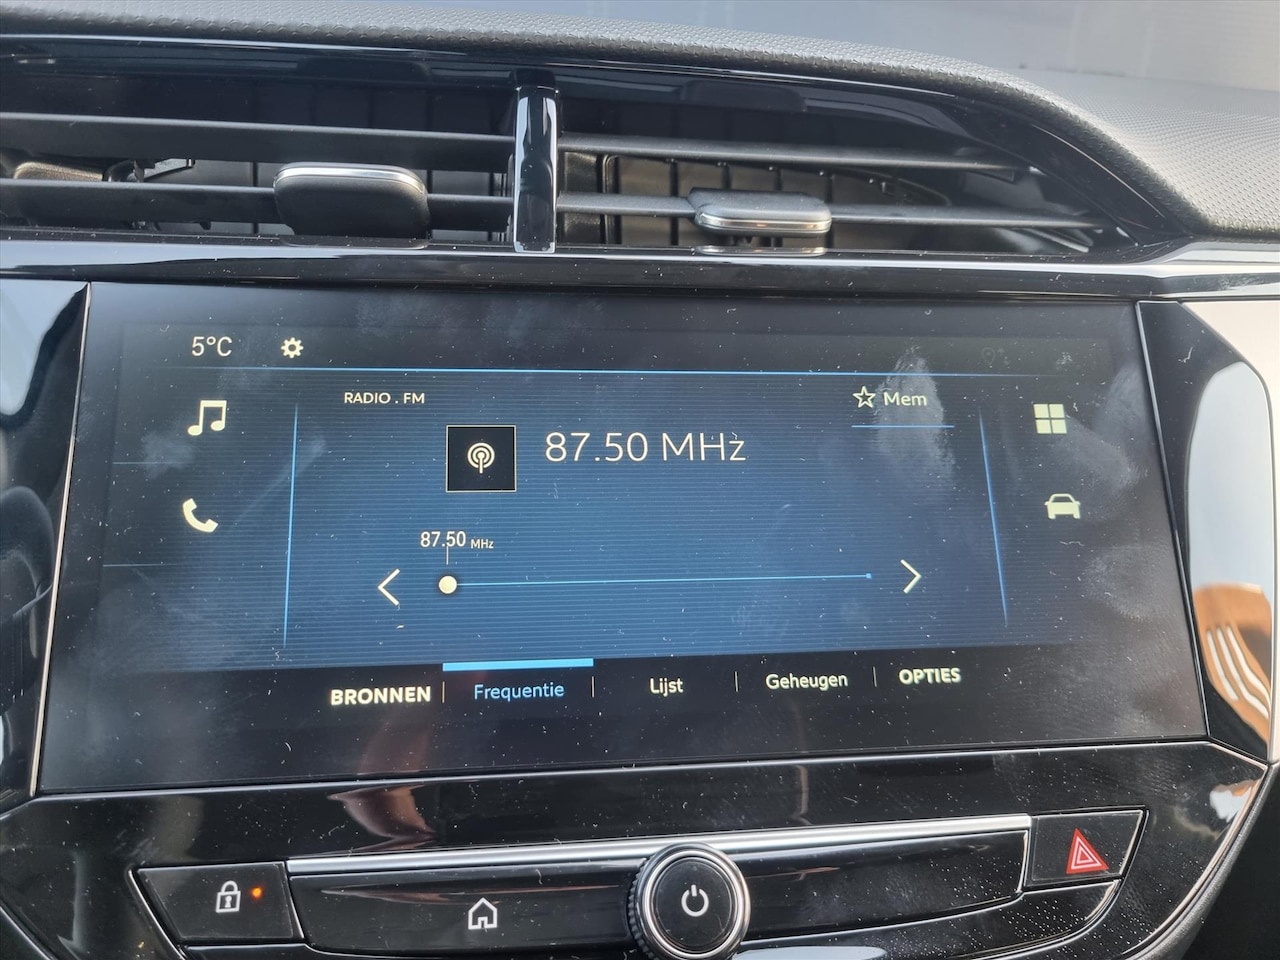 5°C
RADIO . FM
Mem
87.50 MHz
87.50 MHz
BRONNEN
Frequentie
Lijst
Geheugen
OPTIES